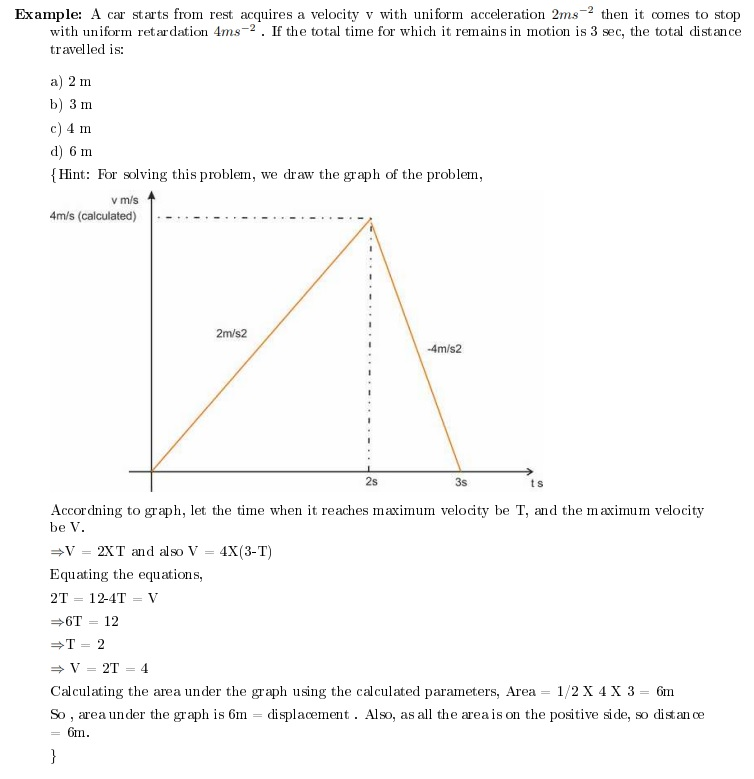 Example: A car starts from rest acquires a velocity v with uniform acceleration 2ms⁻² then it comes to stop
with uniform retardation 4ms⁻² . If the total time for which it remains in motion is 3 sec, the total distance
travelled is:
a) 2 m
b) 3 m
c) 4 m
d) 6 m
{Hint: For solving this problem, we draw the graph of the problem,
v m/s
4m/s (calculated)
2m/s2
-4m/s2
2s
3s
t s
Accordning to graph, let the time when it reaches maximum velocity be T, and the maximum velocity
be V.
⇒V = 2XT and also V = 4X(3-T)
Equating the equations,
2T = 12-4T = V
⇒6T = 12
⇒T = 2
⇒ V = 2T = 4
Calculating the area under the graph using the calculated parameters, Area = 1/2 X 4 X 3 = 6m
So , area under the graph is 6m = displacement . Also, as all the area is on the positive side, so distance
= 6m.
}